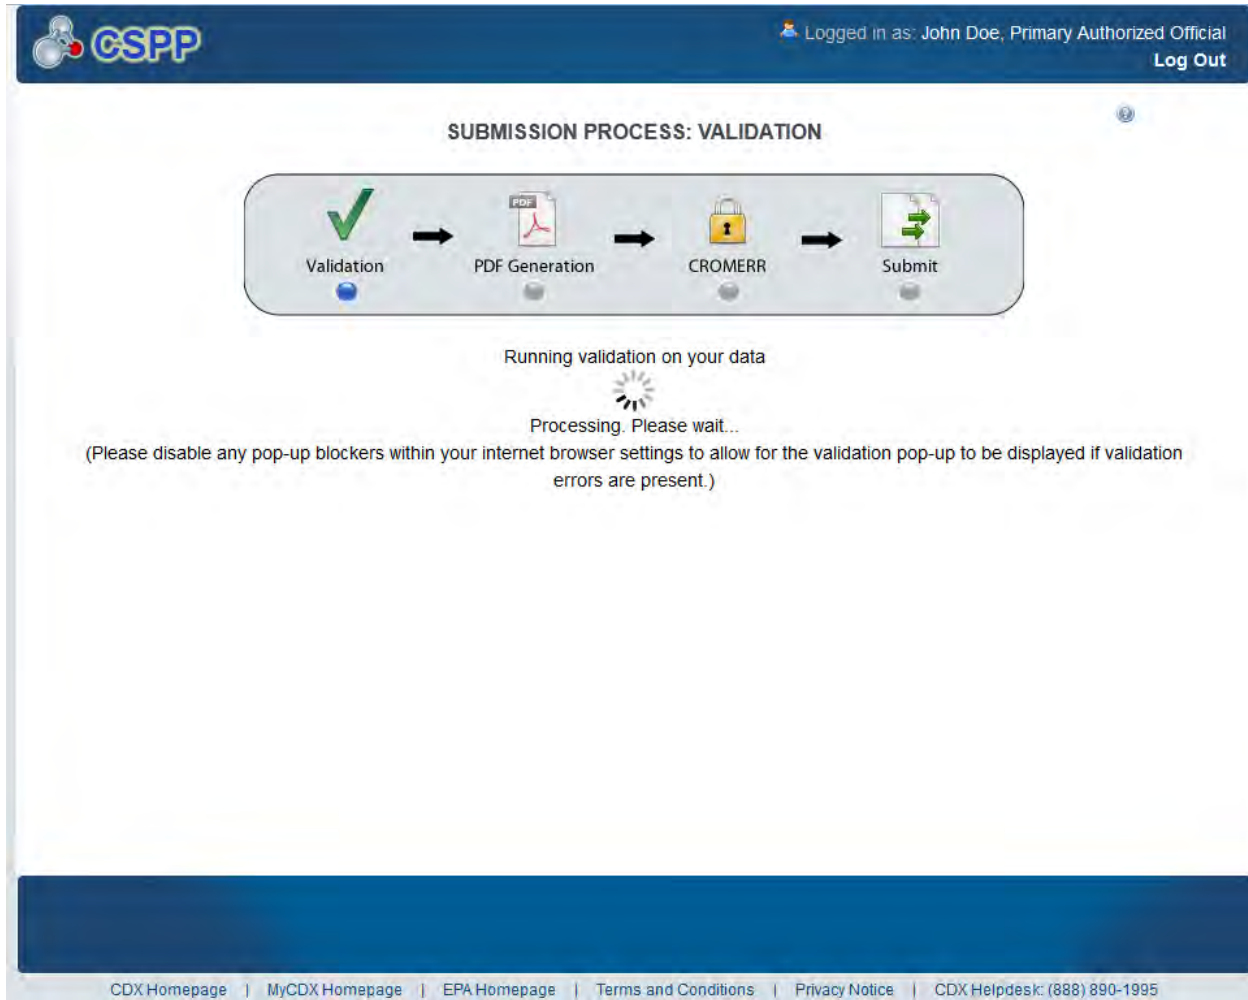 CSPP
Logged in as: John Doe, Primary Authorized Official
Log Out
SUBMISSION PROCESS: VALIDATION
PDF
Validation
PDF Generation
CROMERR
Submit
Running validation on your data
Processing. Please wait...
(Please disable any pop-up blockers within your internet browser settings to allow for the validation pop-up to be displayed if validation
errors are present.)
CDX Homepage | MyCDX Homepage | EPA Homepage | Terms and Conditions | Privacy Notice | CDX Helpdesk: (888) 890-1995